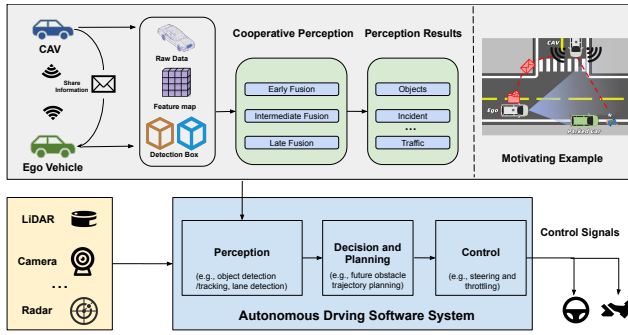 CAV
Share
Information
Ego Vehicle
Raw Data
Feature map
Detection Box
Cooperative Perception
Early Fusion
Intermediate Fusion
Late Fusion
Perception Results
Objects
Incident
...
Traffic
CAV
Ego
Parked Car
Motivating Example
LiDAR
Camera
...
Radar
Perception
(e.g., object detection
/tracking, lane detection)
Decision and
Planning
(e.g., future obstacle
trajectory planning)
Control
(e.g., steering and
throttling)
Autonomous Drving Software System
Control Signals